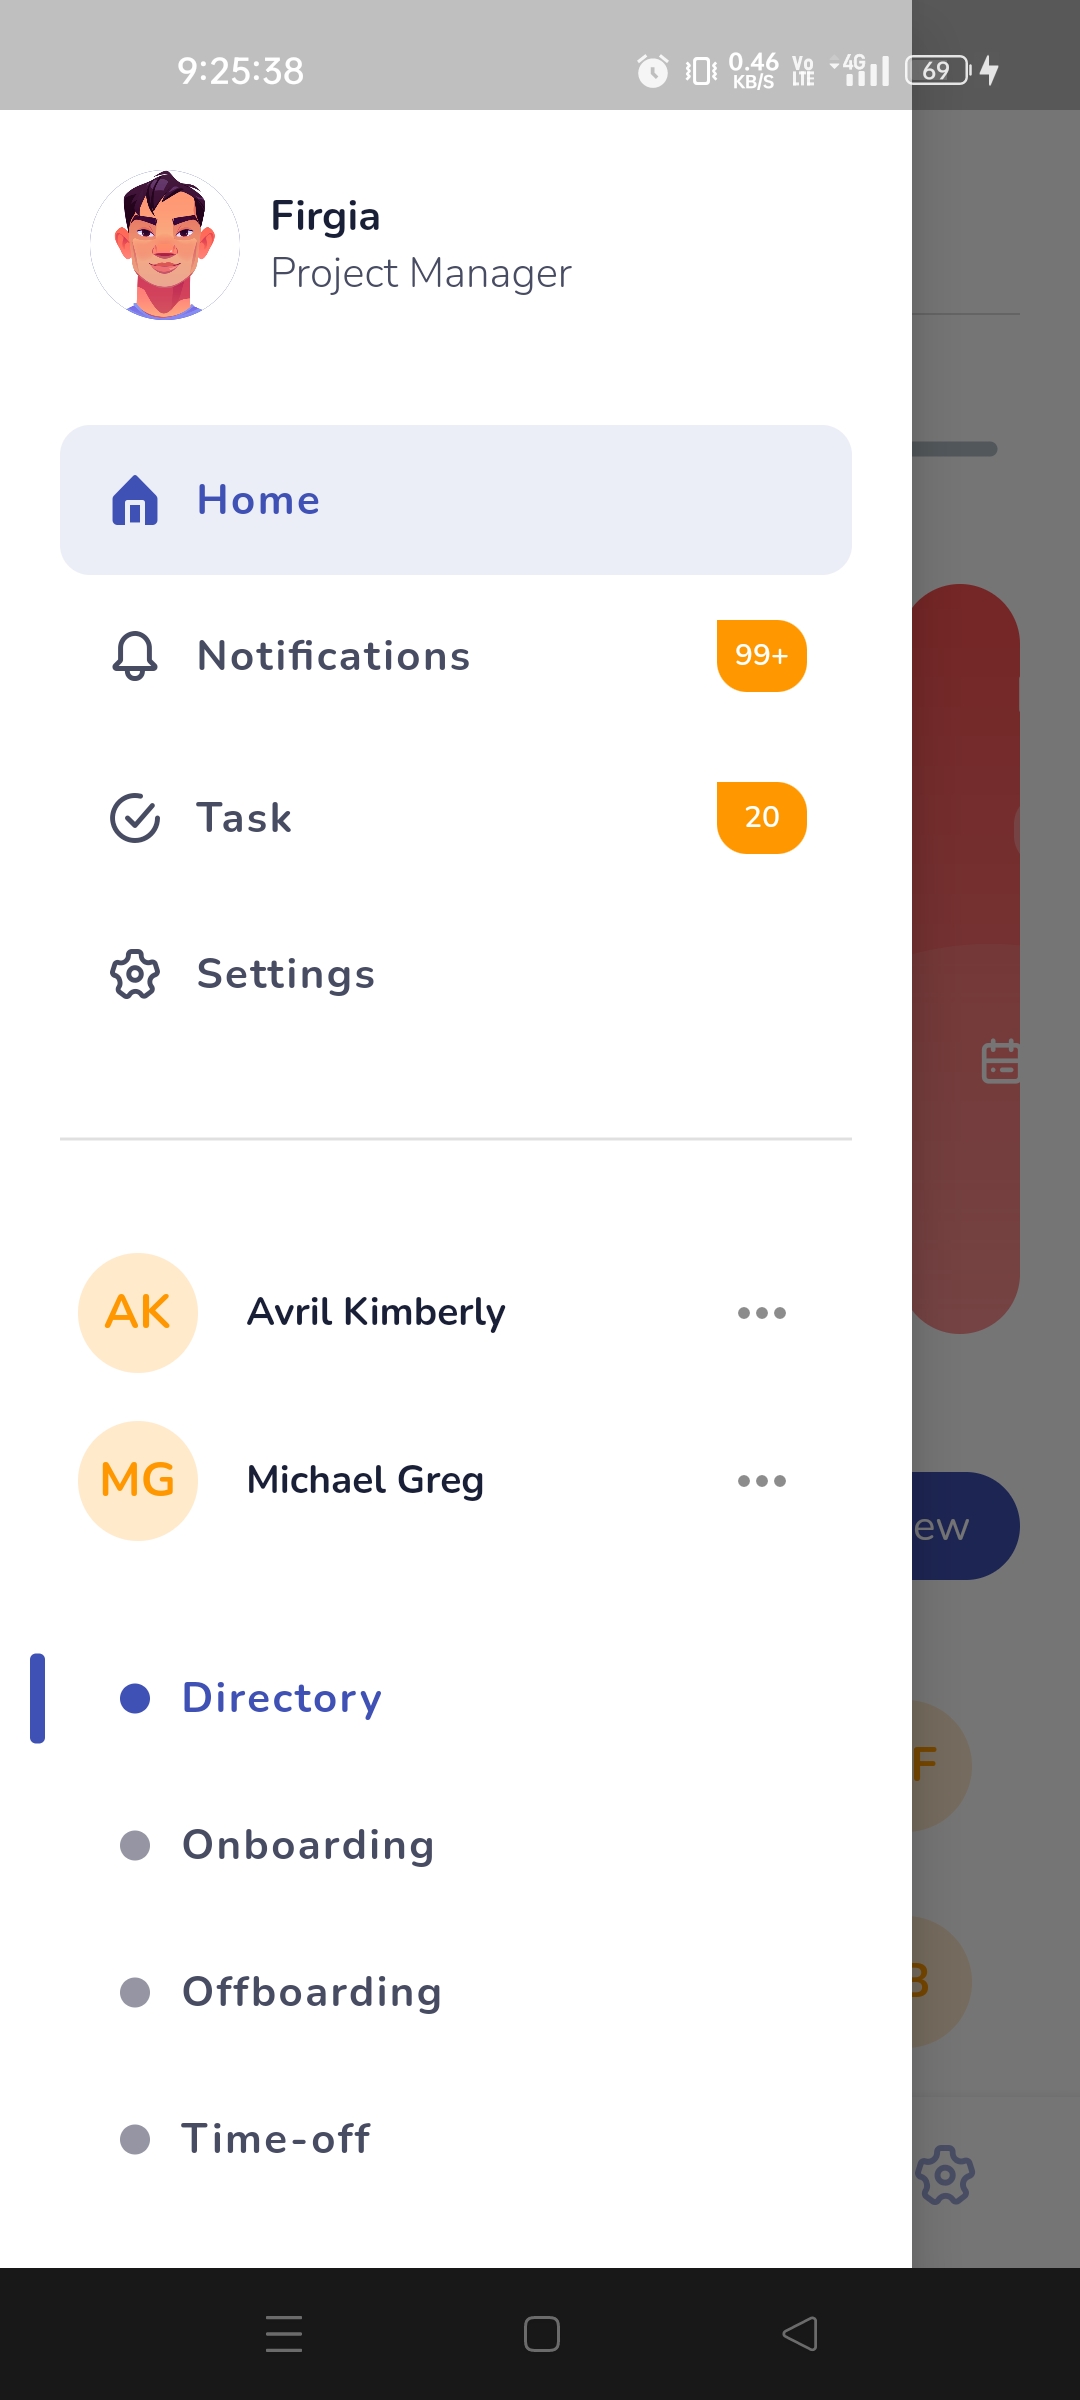 9:25:38
0.46 KB/S Vo LTE 4G 69
Firgia
Project Manager
Home
Notifications 99+
Task 20
Settings
AK Avril Kimberly
MG Michael Greg
ew
Directory
F
Onboarding
B
Offboarding
Time-off